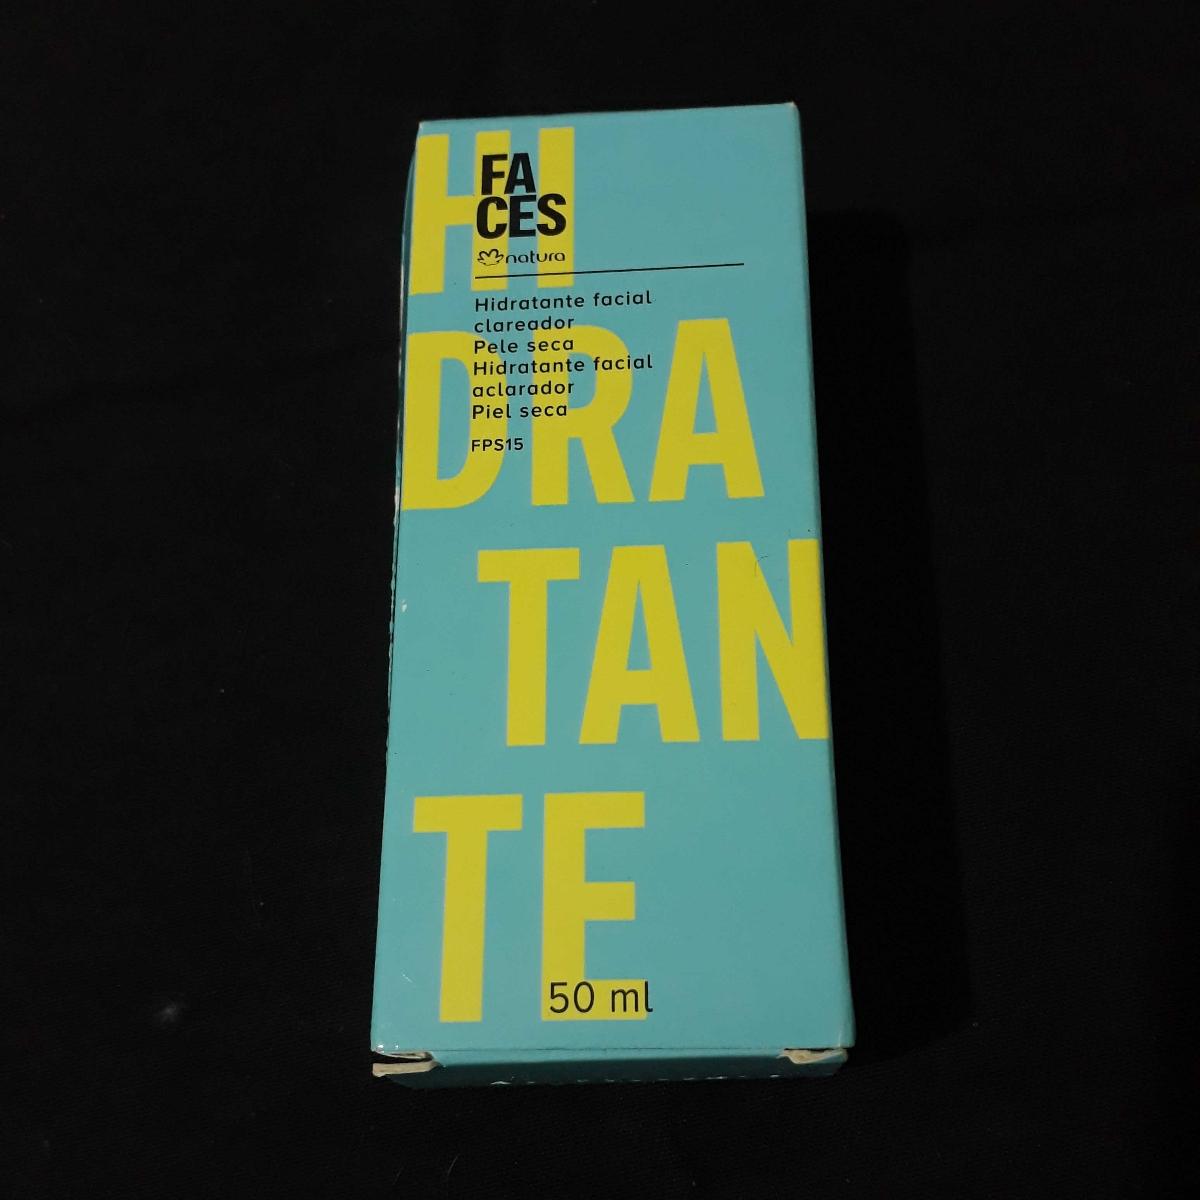 HI
FA
CES
natura
Hidratante facial
clareador
Pele seca
Hidratante facial
aclarador
Piel seca
FPS15
DRA
TAN
TE
50 ml